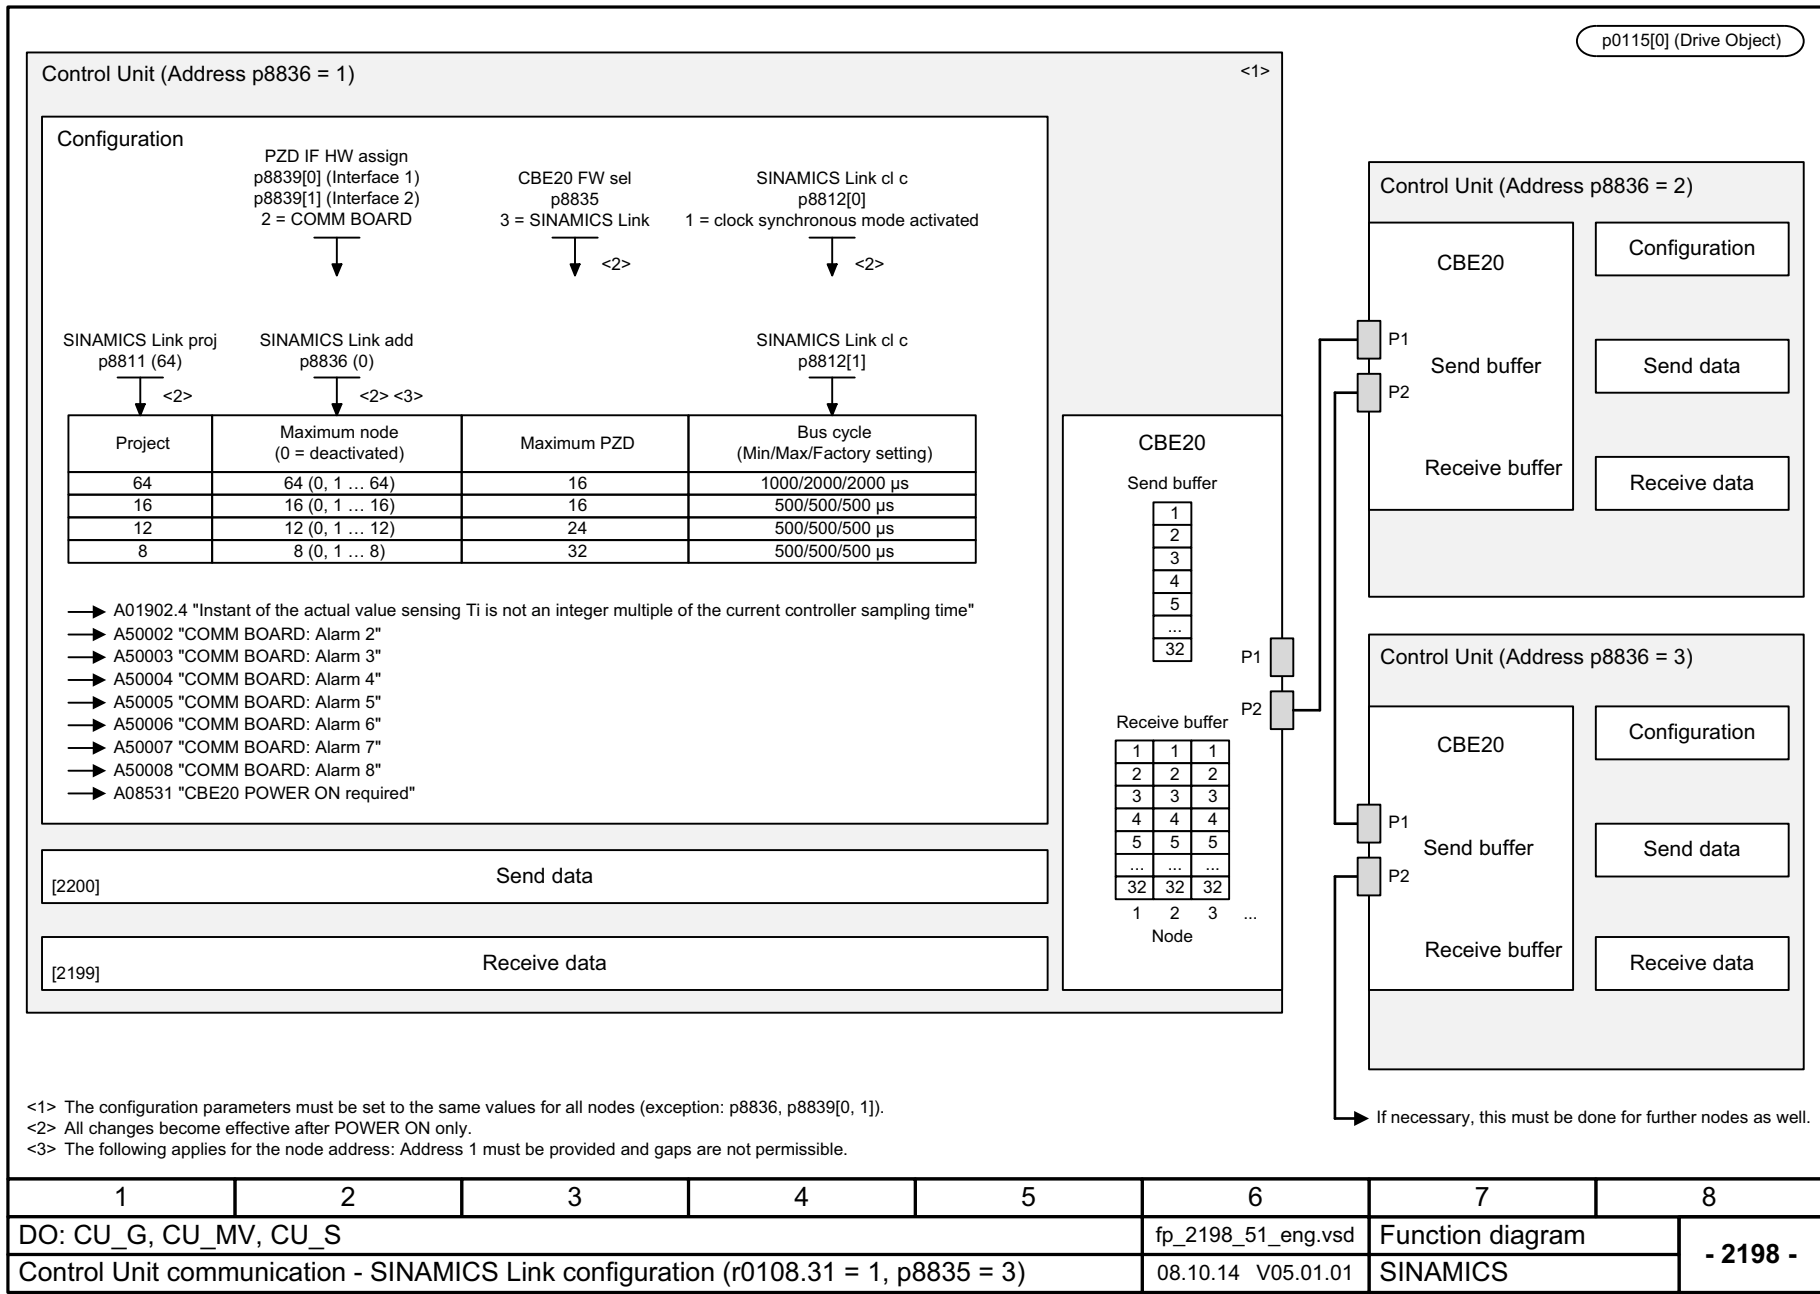 p0115[0] (Drive Object)
Control Unit (Address p8836 = 1)
<1>
Configuration
PZD IF HW assign
p8839[0] (Interface 1)
p8839[1] (Interface 2)
2 = COMM BOARD
CBE20 FW sel
p8835
3 = SINAMICS Link
<2>
SINAMICS Link cl c
p8812[0]
1 = clock synchronous mode activated
<2>
SINAMICS Link proj
p8811 (64)
<2>
SINAMICS Link add
p8836 (0)
<2> <3>
SINAMICS Link cl c
p8812[1]
Project
Maximum node
(0 = deactivated)
Maximum PZD
Bus cycle
(Min/Max/Factory setting)
64 64 (0, 1 … 64) 16 1000/2000/2000 µs
16 16 (0, 1 … 16) 16 500/500/500 µs
12 12 (0, 1 … 12) 24 500/500/500 µs
8 8 (0, 1 … 8) 32 500/500/500 µs
A01902.4 "Instant of the actual value sensing Ti is not an integer multiple of the current controller sampling time"
A50002 "COMM BOARD: Alarm 2"
A50003 "COMM BOARD: Alarm 3"
A50004 "COMM BOARD: Alarm 4"
A50005 "COMM BOARD: Alarm 5"
A50006 "COMM BOARD: Alarm 6"
A50007 "COMM BOARD: Alarm 7"
A50008 "COMM BOARD: Alarm 8"
A08531 "CBE20 POWER ON required"
[2200]
Send data
[2199]
Receive data
CBE20
Send buffer
1
2
3
4
5
...
32
P1
P2
Receive buffer
1 1 1
2 2 2
3 3 3
4 4 4
5 5 5
... ... ...
32 32 32
1 2 3 ...
Node
Control Unit (Address p8836 = 2)
CBE20
Configuration
P1
Send buffer
Send data
P2
Receive buffer
Receive data
Control Unit (Address p8836 = 3)
CBE20
Configuration
P1
Send buffer
Send data
P2
Receive buffer
Receive data
If necessary, this must be done for further nodes as well.
<1> The configuration parameters must be set to the same values for all nodes (exception: p8836, p8839[0, 1]).
<2> All changes become effective after POWER ON only.
<3> The following applies for the node address: Address 1 must be provided and gaps are not permissible.
1 2 3 4 5 6 7 8
DO: CU_G, CU_MV, CU_S
fp_2198_51_eng.vsd
Function diagram
- 2198 -
Control Unit communication - SINAMICS Link configuration (r0108.31 = 1, p8835 = 3)
08.10.14 V05.01.01
SINAMICS